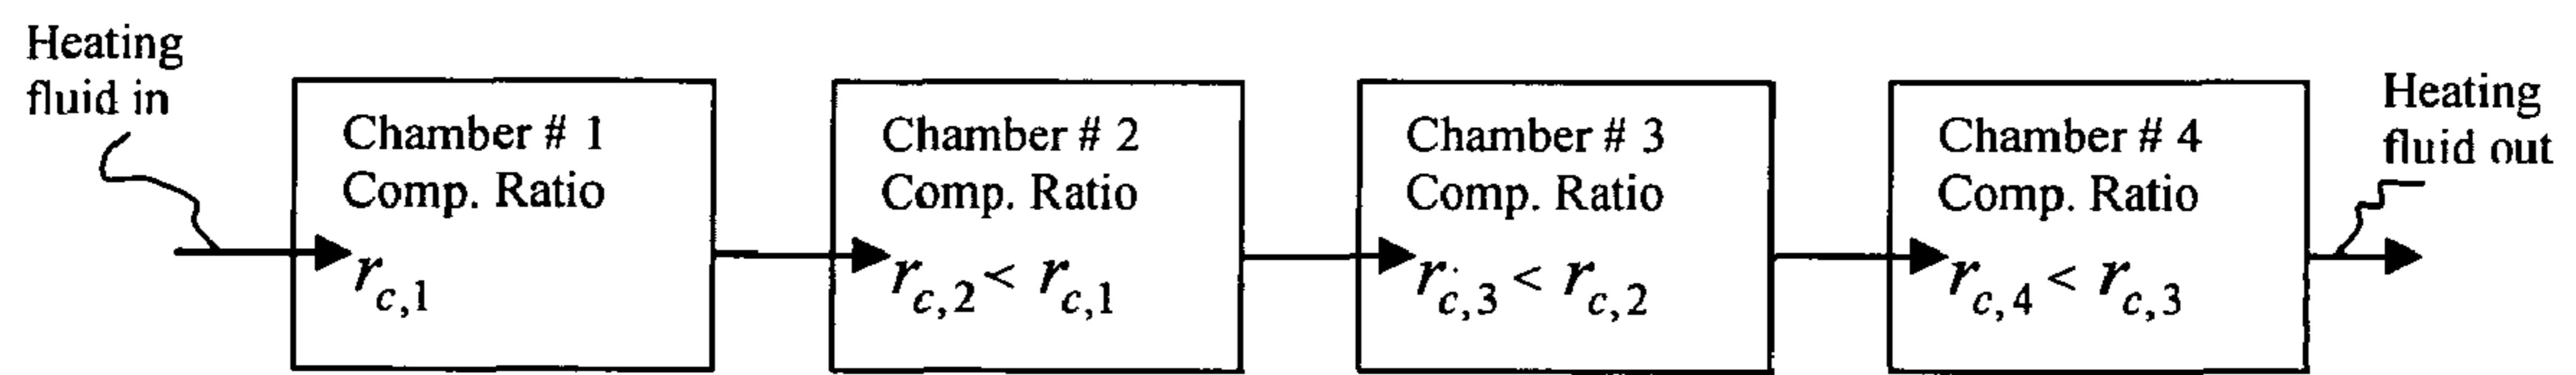 Heating
fluid in
Chamber # 1
Comp. Ratio
r_{c,1}
Chamber # 2
Comp. Ratio
r_{c,2} < r_{c,1}
Chamber # 3
Comp. Ratio
r_{c,3} < r_{c,2}
Chamber # 4
Comp. Ratio
r_{c,4} < r_{c,3}
Heating
fluid out